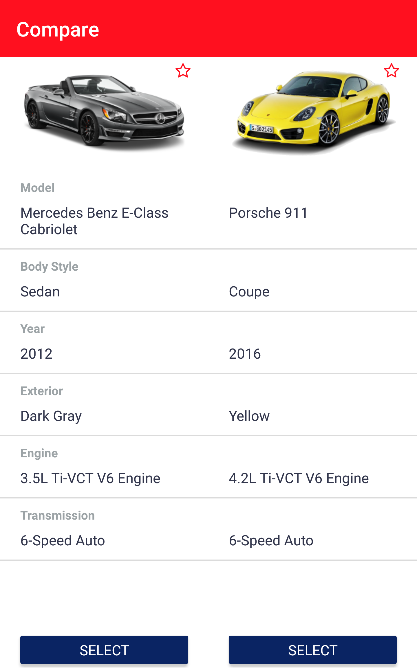 Compare
Model
Mercedes Benz E-Class
Cabriolet
Porsche 911
Body Style
Sedan
Coupe
Year
2012
2016
Exterior
Dark Gray
Yellow
Engine
3.5L Ti-VCT V6 Engine
4.2L Ti-VCT V6 Engine
Transmission
6-Speed Auto
6-Speed Auto
SELECT
SELECT